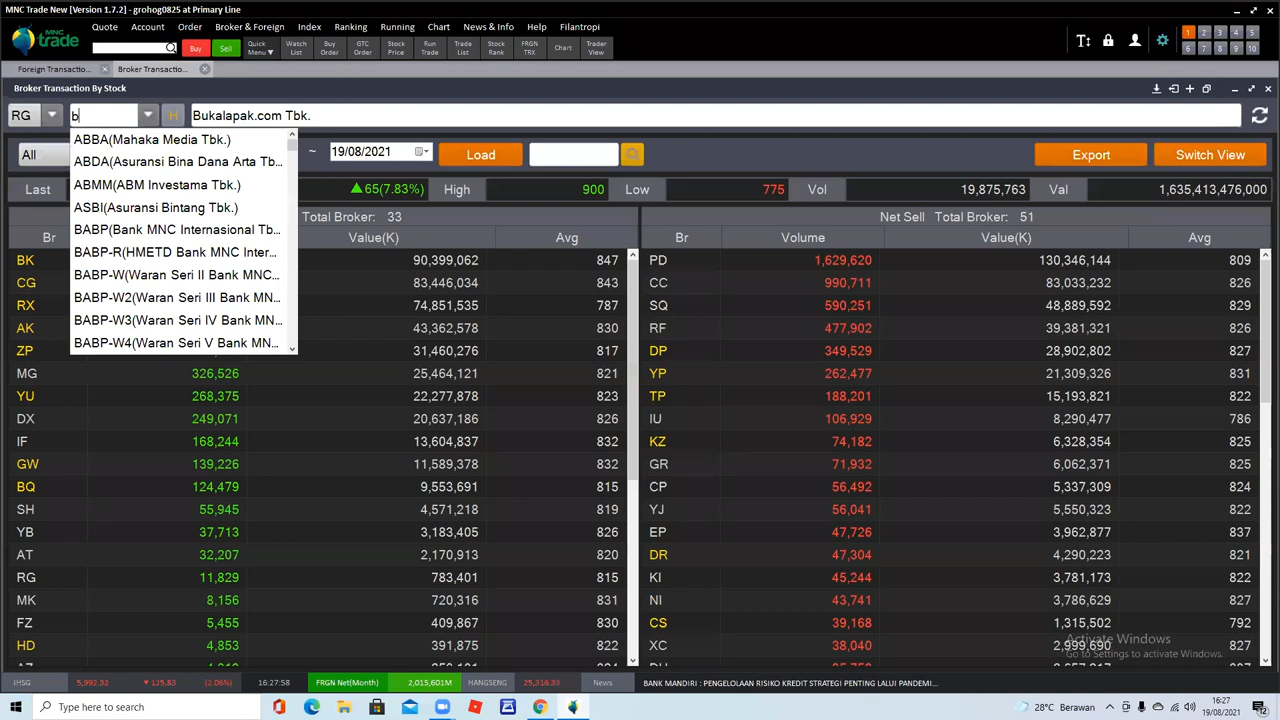 MNC Trade New [Version 1.7.2] - grohog0825 at Primary Line
Quote Account Order Broker & Foreign Index Ranking Running Chart News & Info Help Filantropi
MNC trade
Buy Sell Quick Menu ▼ Watch List Buy Order GTC Order Stock Price Run Trade Trade List Stock Rank FRGN TRX Chart Trader View
1 2 3 4 5
6 7 8 9 10
Foreign Transaction... Broker Transactio...
Broker Transaction By Stock
RG b H Bukalapak.com Tbk.
ABBA(Mahaka Media Tbk.)
ABDA(Asuransi Bina Dana Arta Tb...
ABMM(ABM Investama Tbk.)
ASBI(Asuransi Bintang Tbk.)
BABP(Bank MNC Internasional Tb...
BABP-R(HMETD Bank MNC Inter...
BABP-W(Waran Seri II Bank MNC...
BABP-W2(Waran Seri III Bank MN...
BABP-W3(Waran Seri IV Bank MN...
BABP-W4(Waran Seri V Bank MN...
All ~ 19/08/2021 Load Export Switch View
Last ▲65(7.83%) High 900 Low 775 Vol 19,875,763 Val 1,635,413,476,000
Total Broker: 33 Net Sell Total Broker: 51
Br Value(K) Avg Br Volume Value(K) Avg
BK 90,399,062 847 PD 1,629,620 130,346,144 809
CG 83,446,034 842 CC 990,711 83,033,232 826
RX 74,851,535 787 SQ 590,251 48,889,592 829
AK 43,362,578 830 RF 477,902 39,381,321 826
ZP 31,460,276 817 DP 349,529 28,902,802 827
MG 326,526 25,464,121 821 YP 262,477 21,309,326 831
YU 268,375 22,277,878 823 TP 188,201 15,193,821 822
DX 249,071 20,637,186 826 IU 106,929 8,290,477 786
IF 168,244 13,604,837 832 KZ 74,182 6,328,354 825
GW 139,226 11,589,378 832 GR 71,932 6,062,371 825
BQ 124,479 9,553,691 815 CP 56,492 5,337,309 824
SH 55,945 4,571,218 819 YJ 56,041 5,550,323 822
YB 37,713 3,183,405 826 EP 47,726 3,962,877 837
AT 32,207 2,170,913 820 DR 47,304 4,290,223 821
RG 11,829 783,401 815 KI 45,244 3,781,173 822
MK 8,156 720,316 831 NI 43,741 3,786,629 827
FZ 5,455 409,867 830 CS 39,168 1,315,502 792
HD 4,853 391,875 822 XC 38,040 2,999,690 827
Activate Windows
Go to Settings to activate Windows.
IHSG 5,992.32 ▼ 125.83 (2.06%) 16:27:58 FRGN Net(Month) 2,015,601M HANGSENG 25,316.33 News BANK MANDIRI : PENGELOLAAN RISIKO KREDIT STRATEGI PENTING LALUI PANDEMI...
Type here to search 28°C Berawan 16:27
19/08/2021 12